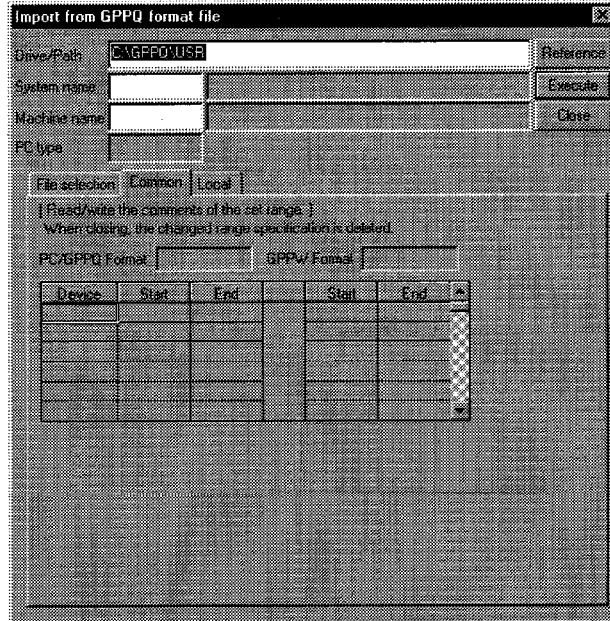 Import from GPPQ format file
Drive/Path C:\GPPQ\USR Reference
System name Execute
Machine name Close
PC type
File selection Common Local
[ Read/write the comments of the set range. ]
When closing, the changed range specification is deleted.
PC/GPPQ Format GPPW Format
Device Start End Start End